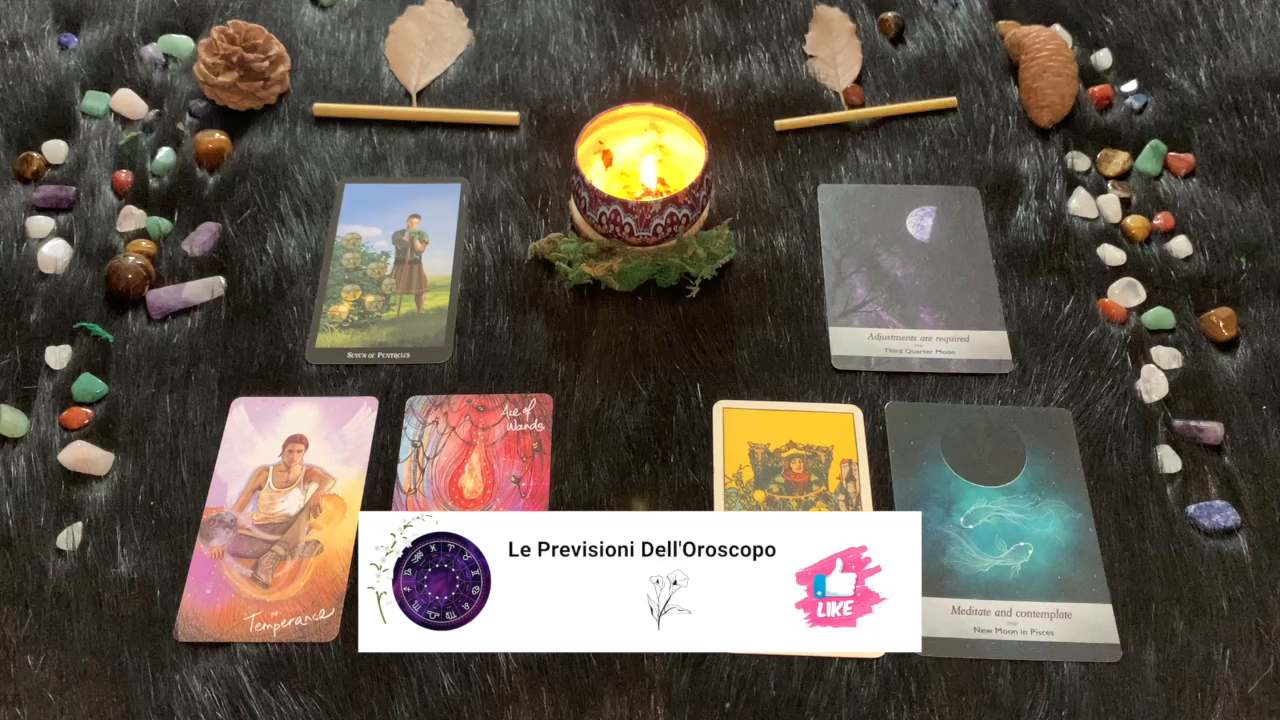 Adjustments are required
Third Quarter Moon
SEVEN OF PENTACLES
Ace of
Wands
Le Previsioni Dell'Oroscopo
LIKE
Temperance
Meditate and contemplate
New Moon in Pisces